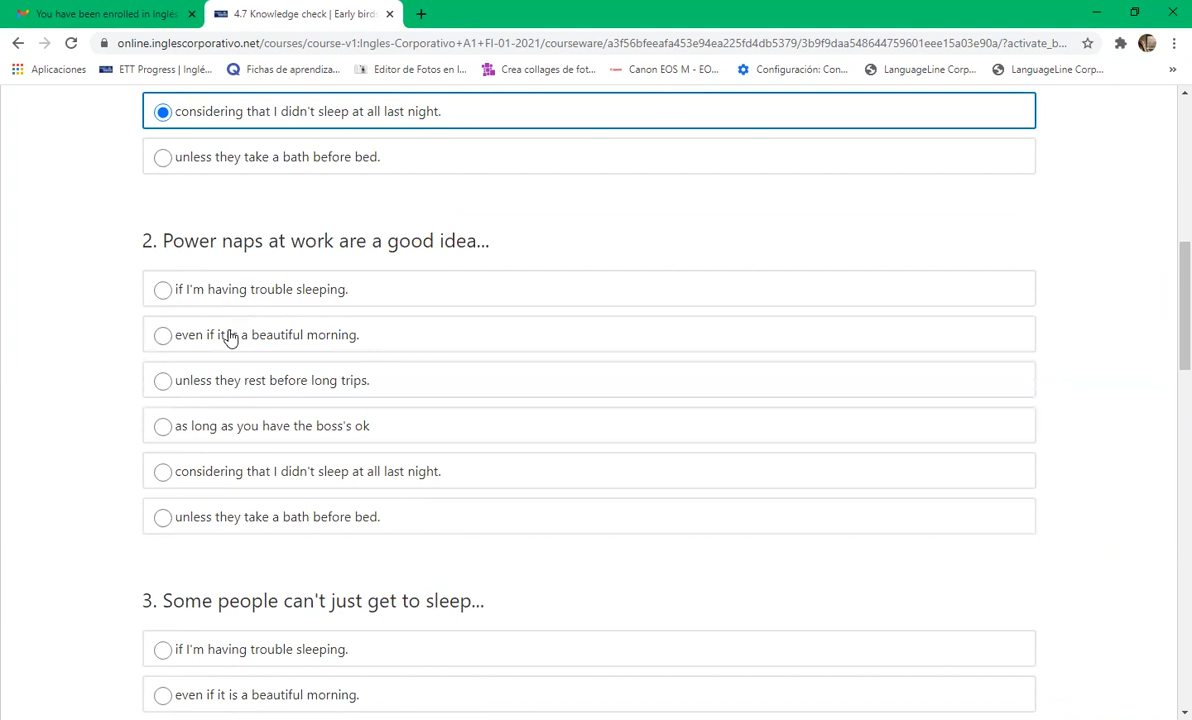 You have been enrolled in Inglés
4.7 Knowledge check | Early bird
online.inglescorporativo.net/courses/course-v1:Ingles-Corporativo+A1+FI-01-2021/courseware/a3f56bfeeafa453e94ea225fd4db5379/3b9f9daa548644759601eee15a03e90a/?activate_b...
Aplicaciones
ETT Progress | Inglé...
Fichas de aprendiza...
Editor de Fotos en l...
Crea collages de fot...
Canon EOS M - EO...
Configuración: Con...
LanguageLine Corp...
LanguageLine Corp...
»
considering that I didn't sleep at all last night.
unless they take a bath before bed.
2. Power naps at work are a good idea...
if I'm having trouble sleeping.
even if it a beautiful morning.
unless they rest before long trips.
as long as you have the boss's ok
considering that I didn't sleep at all last night.
unless they take a bath before bed.
3. Some people can't just get to sleep...
if I'm having trouble sleeping.
even if it is a beautiful morning.